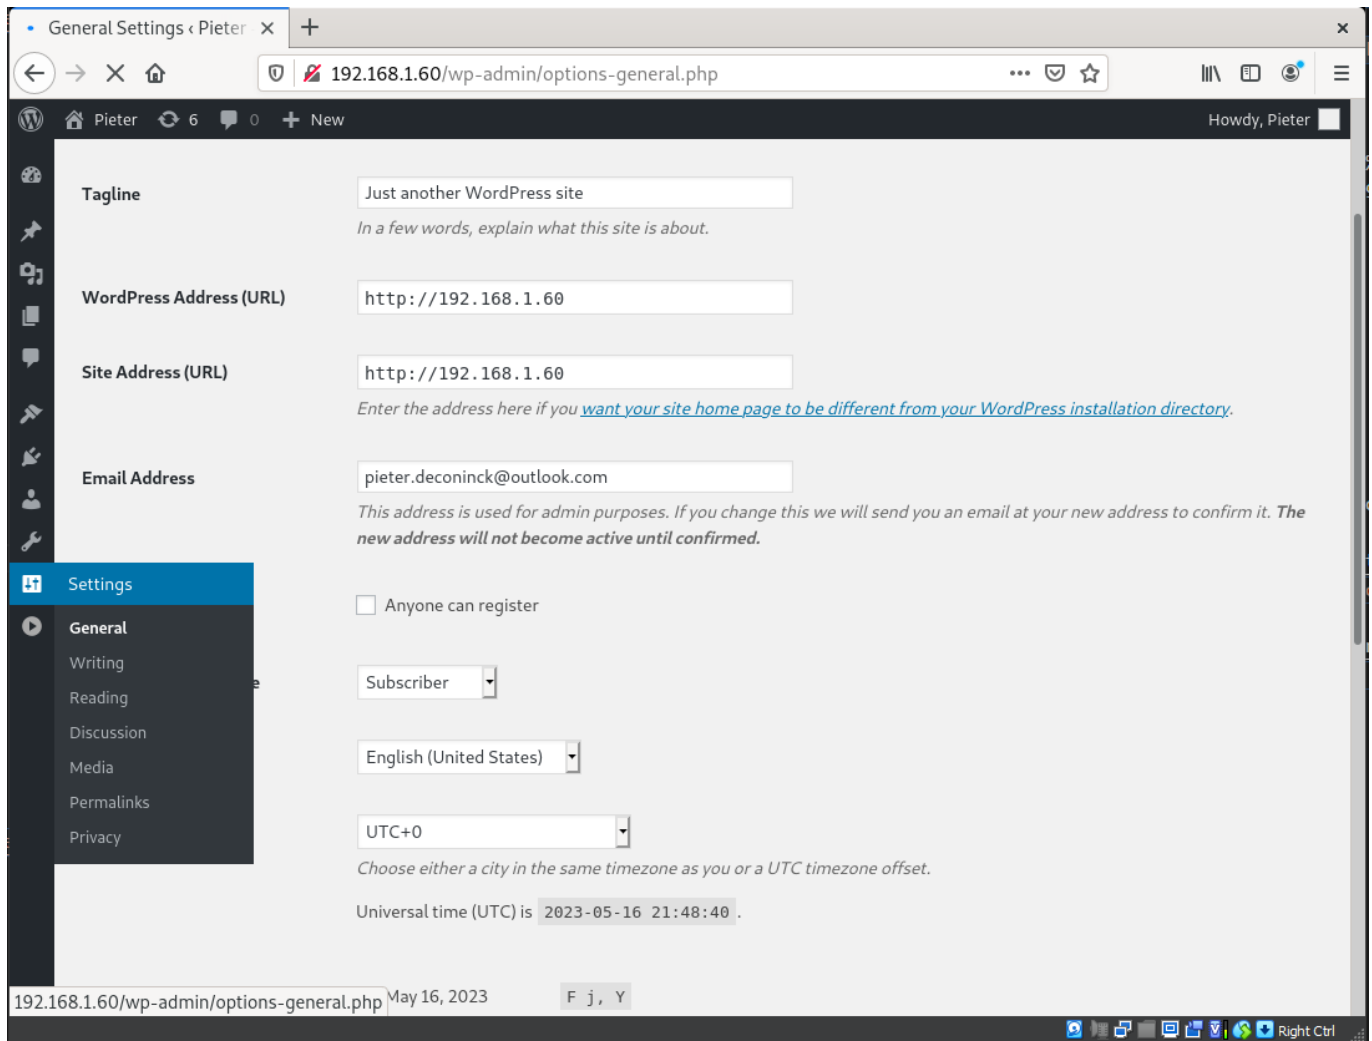 General Settings ‹ Pieter
192.168.1.60/wp-admin/options-general.php
Pieter 6 0 New Howdy, Pieter
Tagline Just another WordPress site
In a few words, explain what this site is about.
WordPress Address (URL) http://192.168.1.60
Site Address (URL) http://192.168.1.60
Enter the address here if you want your site home page to be different from your WordPress installation directory.
Email Address pieter.deconinck@outlook.com
This address is used for admin purposes. If you change this we will send you an email at your new address to confirm it. The
new address will not become active until confirmed.
Settings
Anyone can register
General
Writing
Reading
Discussion
Media
Permalinks
Privacy
e Subscriber
English (United States)
UTC+0
Choose either a city in the same timezone as you or a UTC timezone offset.
Universal time (UTC) is 2023-05-16 21:48:40 .
192.168.1.60/wp-admin/options-general.php May 16, 2023 F j, Y
Right Ctrl